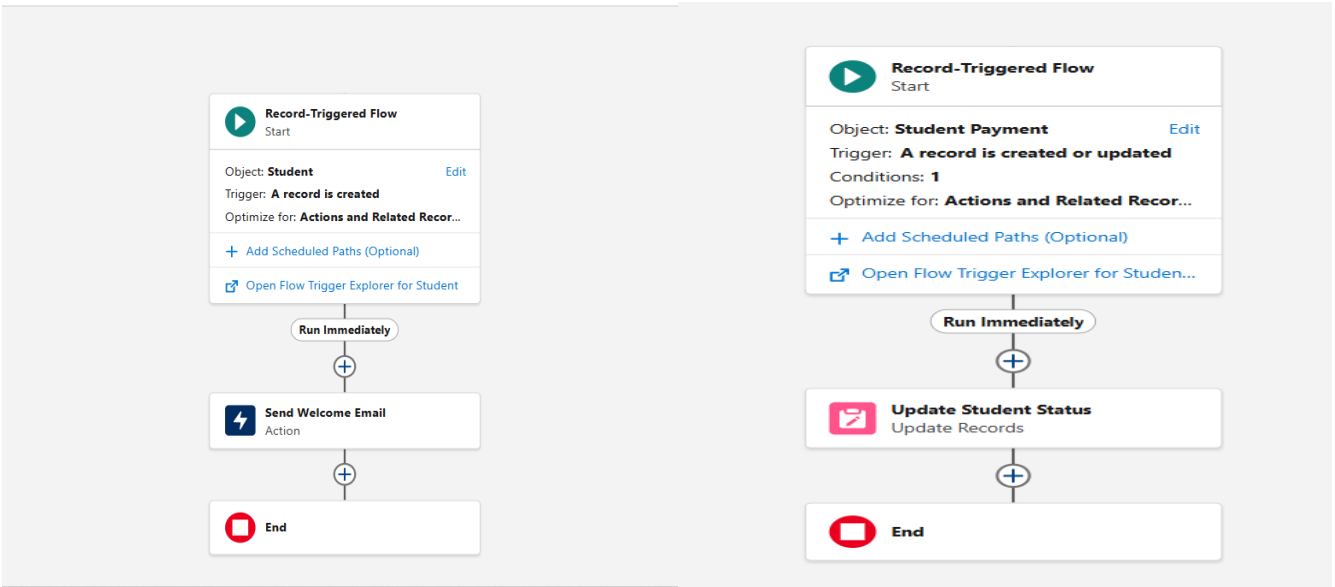 Record-Triggered Flow
Start
Object: Student
Edit
Trigger: A record is created
Optimize for: Actions and Related Recor...
Add Scheduled Paths (Optional)
Open Flow Trigger Explorer for Student
Run Immediately
Send Welcome Email
Action
End
Record-Triggered Flow
Start
Object: Student Payment
Edit
Trigger: A record is created or updated
Conditions: 1
Optimize for: Actions and Related Recor...
Add Scheduled Paths (Optional)
Open Flow Trigger Explorer for Studen...
Run Immediately
Update Student Status
Update Records
End